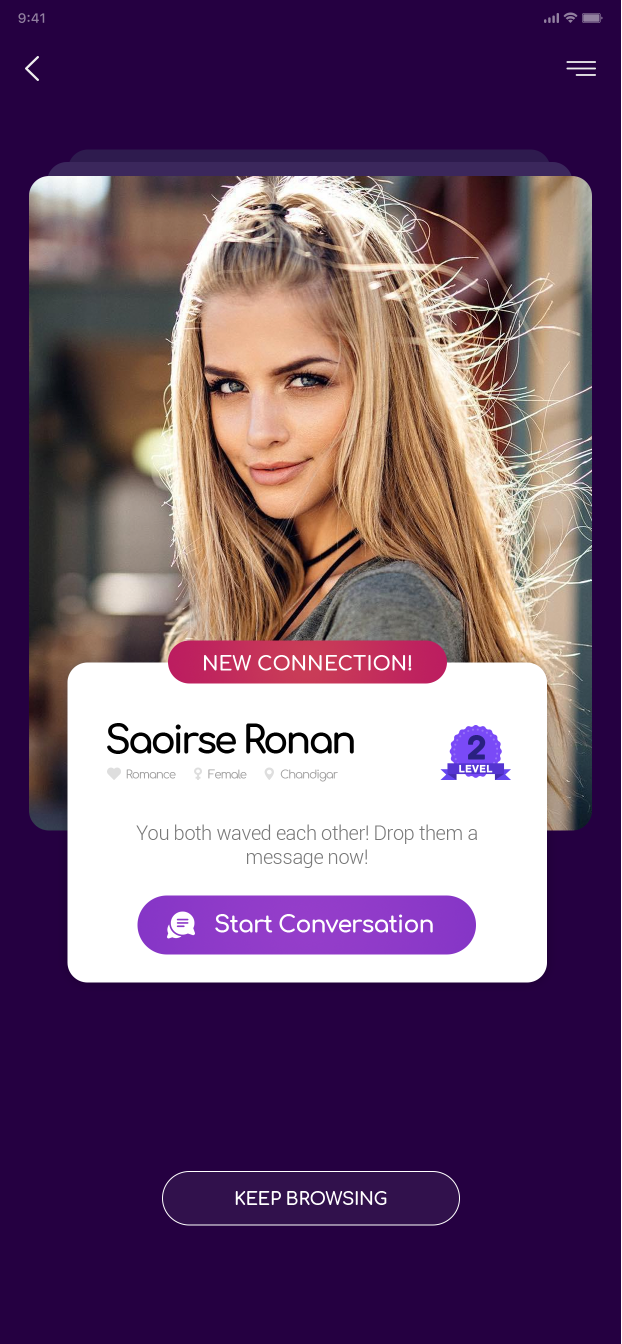 9:41
NEW CONNECTION!
Saoirse Ronan
Romance Female Chandigar
2
LEVEL
You both waved each other! Drop them a
message now!
Start Conversation
KEEP BROWSING